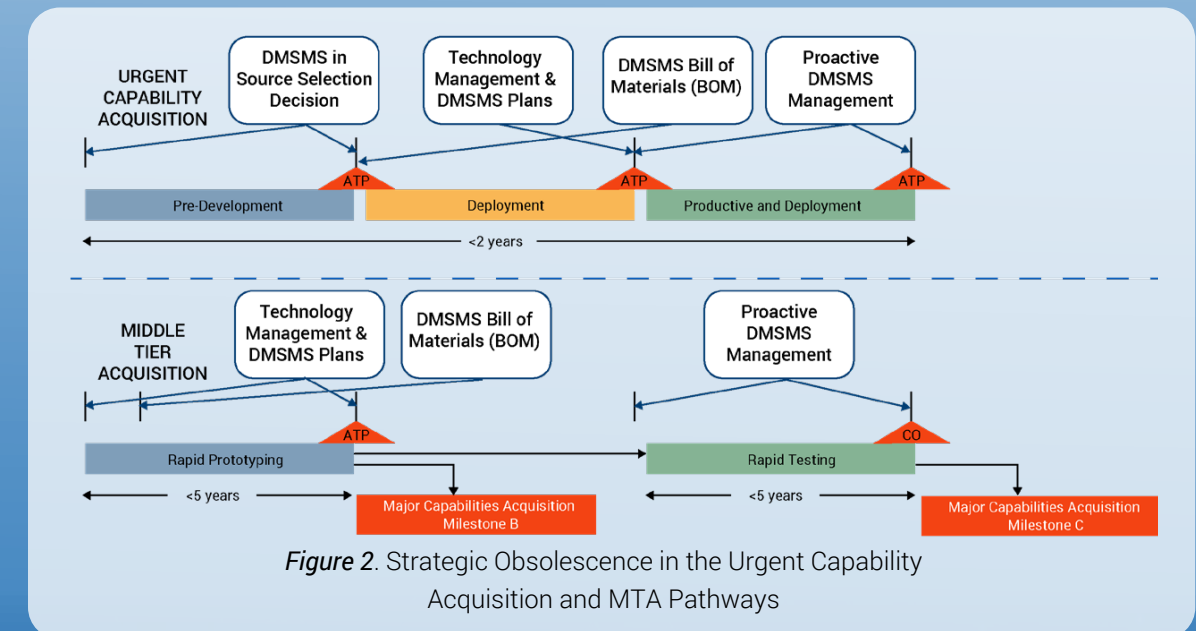 URGENT
CAPABILITY
ACQUISITION
DMSMS in
Source Selection
Decision
Technology
Management &
DMSMS Plans
DMSMS Bill of
Materials (BOM)
Proactive
DMSMS
Management
ATP
ATP
ATP
Pre-Development
Deployment
Productive and Deployment
<2 years
MIDDLE
TIER
ACQUISITION
Technology
Management &
DMSMS Plans
DMSMS Bill of
Materials (BOM)
Proactive
DMSMS
Management
ATP
CO
Rapid Prototyping
Rapid Testing
<5 years
<5 years
Major Capabilities Acquisition
Milestone B
Major Capabilities Acquisition
Milestone C
Figure 2. Strategic Obsolescence in the Urgent Capability
Acquisition and MTA Pathways